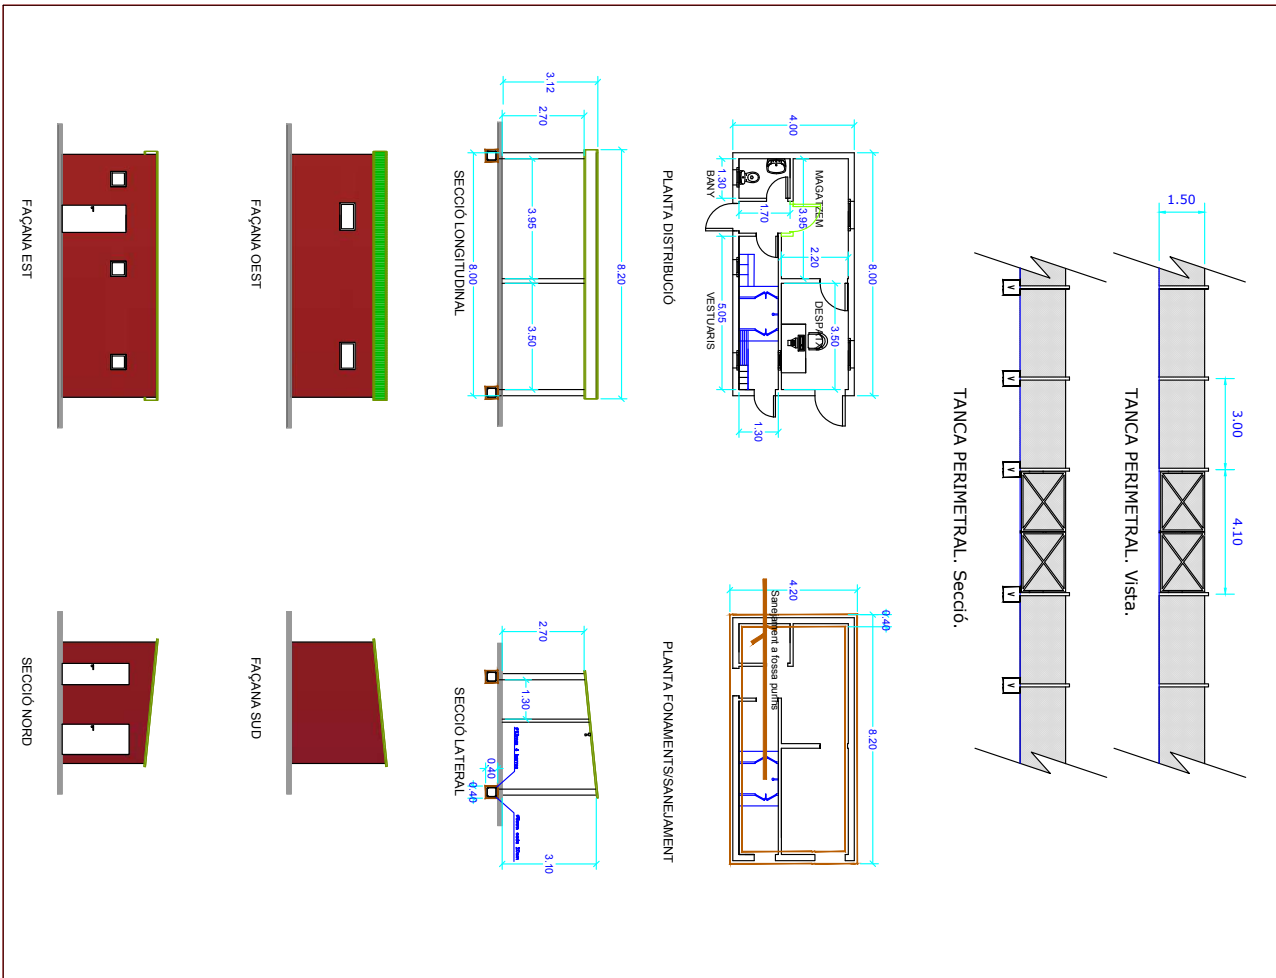 TANCA PERIMETRAL. Vista.
1.50
3.00
4.10
TANCA PERIMETRAL. Secció.
V
V
V
V
V
PLANTA DISTRIBUCIÓ
4.00
8.00
MAGATZEM
3.95
BANY
1.30
1.70
2.20
DESPATX
3.50
VESTUARIS
5.05
1.30
PLANTA FONAMENTS/SANEJAMENT
4.20
0.40
8.20
Sanejament a fossa purins
SECCIÓ LONGITUDINAL
3.12
2.70
8.20
3.95
3.50
8.00
SECCIÓ LATERAL
2.70
1.30
0.40
0.40
3.10
FAÇANA OEST
FAÇANA SUD
FAÇANA EST
SECCIÓ NORD